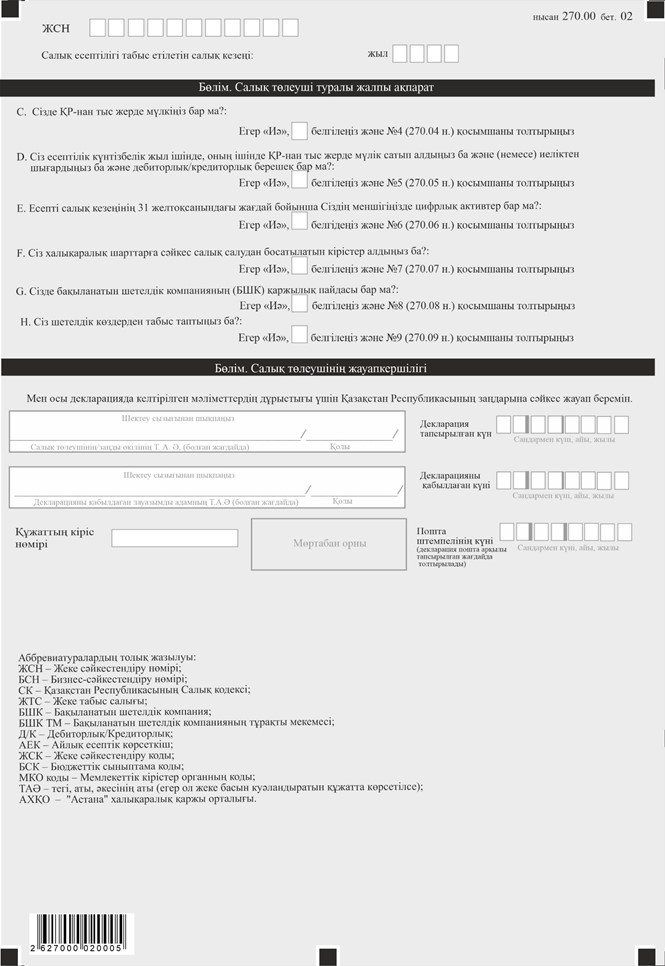 нысан 270.00 бет. 02
ЖСН
Салық есептілігі табыс етілетін салық кезеңі: жыл
Бөлім. Салық төлеуші туралы жалпы ақпарат
C. Сізде ҚР-нан тыс жерде мүлкіңіз бар ма?:
Егер «Иә», белгілеңіз және №4 (270.04 н.) қосымшаны толтырыңыз
D. Сіз есептілік күнтізбелік жыл ішінде, оның ішінде ҚР-нан тыс жерде мүлік сатып алдыңыз ба және (немесе) иеліктен
шығардыңыз ба және дебиторлық/кредиторлық берешек бар ма?:
Егер «Иә», белгілеңіз және №5 (270.05 н.) қосымшаны толтырыңыз
E. Есепті салық кезеңінің 31 желтоқсанындағы жағдай бойынша Сіздің меншігіңізде цифрлық активтер бар ма?:
Егер «Иә», белгілеңіз және №6 (270.06 н.) қосымшаны толтырыңыз
F. Сіз халықаралық шарттарға сәйкес салық салудан босатылатын кірістер алдыңыз ба?:
Егер «Иә», белгілеңіз және №7 (270.07 н.) қосымшаны толтырыңыз
G. Сізде бақыланатын шетелдік компанияның (БШК) қаржылық пайдасы бар ма?:
Егер «Иә», белгілеңіз және №8 (270.08 н.) қосымшаны толтырыңыз
H. Сіз шетелдік көздерден табыс таптыңыз ба?:
Егер «Иә», белгілеңіз және №9 (270.09 н.) қосымшаны толтырыңыз
Бөлім. Салық төлеушінің жауапкершілігі
Мен осы декларацияда келтірілген мәліметтердің дұрыстығы үшін Қазақстан Республикасының заңдарына сәйкес жауап беремін.
Шектеу сызығынан шықпаңыз
/ /
Салық төлеушінің/заңды өкілінің Т. А. Ә. (болған жағдайда) Қолы
Декларация
тапсырылған күн
Сандармен күні, айы, жылы
Шектеу сызығынан шықпаңыз
/ /
Декларацияны қабылдаған лауазымды адамның Т.А.Ә (болған жағдайда) Қолы
Декларацияны
қабылдаған күні
Сандармен күні, айы, жылы
Құжаттың кіріс
нөмірі
Мөртабан орны
Пошта
штемпелінің күні
(декларация пошта арқылы
тапсырылған жағдайда
толтырылады)
Сандармен күні, айы, жылы
Аббревиатуралардың толық жазылуы:
ЖСН – Жеке сәйкестендіру нөмірі;
БСН – Бизнес-сәйкестендіру нөмірі;
СК – Қазақстан Республикасының Салық кодексі;
ЖТС – Жеке табыс салығы;
БШК – Бақыланатын шетелдік компания;
БШК ТМ – Бақыланатын шетелдік компанияның тұрақты мекемесі;
Д/К – Дебиторлық/Кредиторлық;
АЕК – Айлық есептік көрсеткіш;
ЖСК – Жеке сәйкестендіру коды;
БСК – Бюджеттік сыныптама коды;
МКО коды – Мемлекеттік кірістер органның коды;
ТАӘ – тегі, аты, әкесінің аты (егер ол жеке басын куәландыратын құжатта көрсетілсе);
АХҚО – "Астана" халықаралық қаржы орталығы.
2 627000 020005